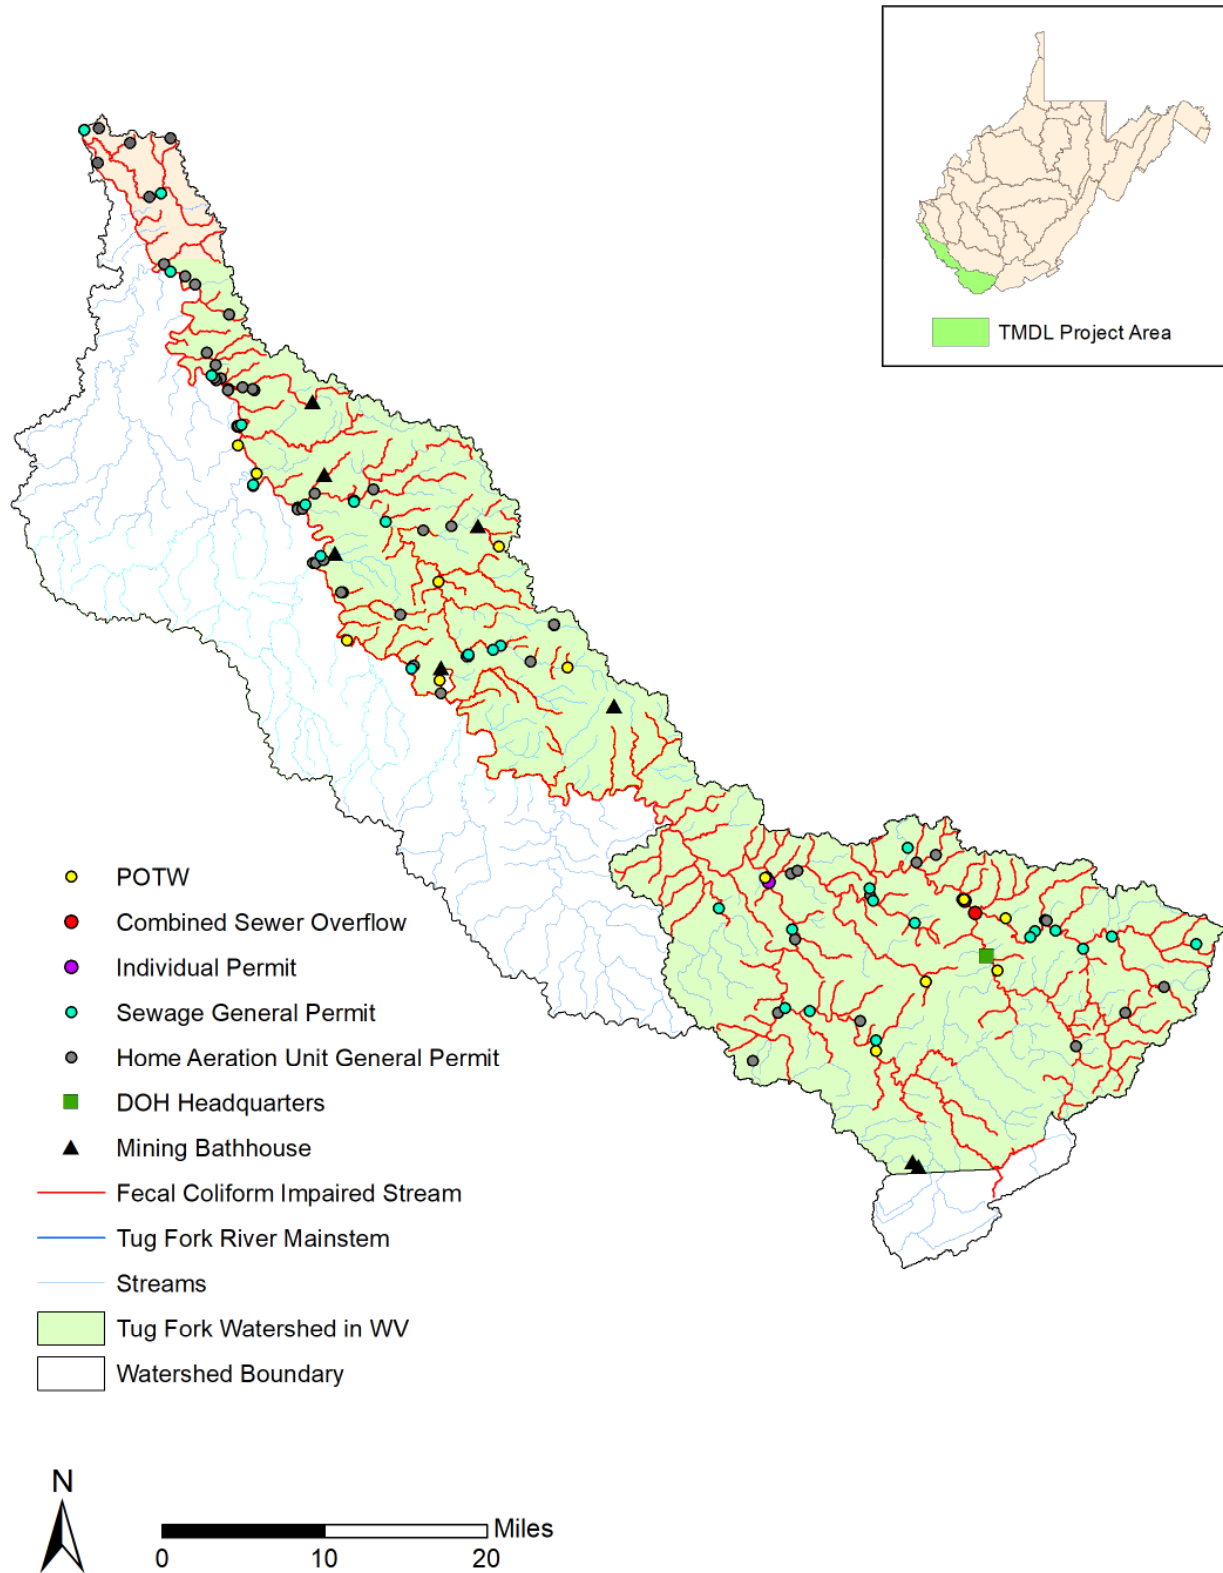 TMDL Project Area
POTW
Combined Sewer Overflow
Individual Permit
Sewage General Permit
Home Aeration Unit General Permit
DOH Headquarters
Mining Bathhouse
Fecal Coliform Impaired Stream
Tug Fork River Mainstem
Streams
Tug Fork Watershed in WV
Watershed Boundary
N
Miles
0 10 20